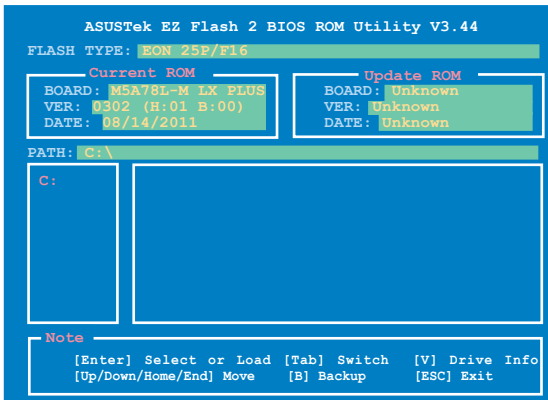 ASUSTek EZ Flash 2 BIOS ROM Utility V3.44
FLASH TYPE: EON 25P/F16
Current ROM
BOARD: M5A78L-M LX PLUS
VER: 0302 (H:01 B:00)
DATE: 08/14/2011
Update ROM
BOARD: Unknown
VER: Unknown
DATE: Unknown
PATH: C:\
C:
Note
[Enter] Select or Load [Tab] Switch [V] Drive Info
[Up/Down/Home/End] Move [B] Backup [ESC] Exit